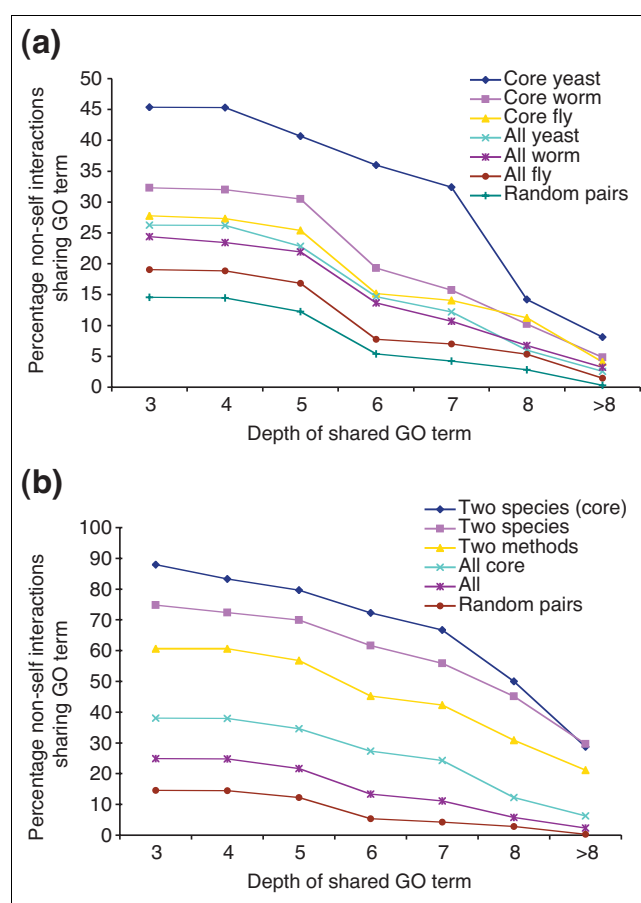 (a)
Percentage non-self interactions
sharing GO term
50
45
40
35
30
25
20
15
10
5
0
Core yeast
Core worm
Core fly
All yeast
All worm
All fly
Random pairs
3 4 5 6 7 8 >8
Depth of shared GO term
(b)
Percentage non-self interactions
sharing GO term
100
90
80
70
60
50
40
30
20
10
0
Two species (core)
Two species
Two methods
All core
All
Random pairs
3 4 5 6 7 8 >8
Depth of shared GO term